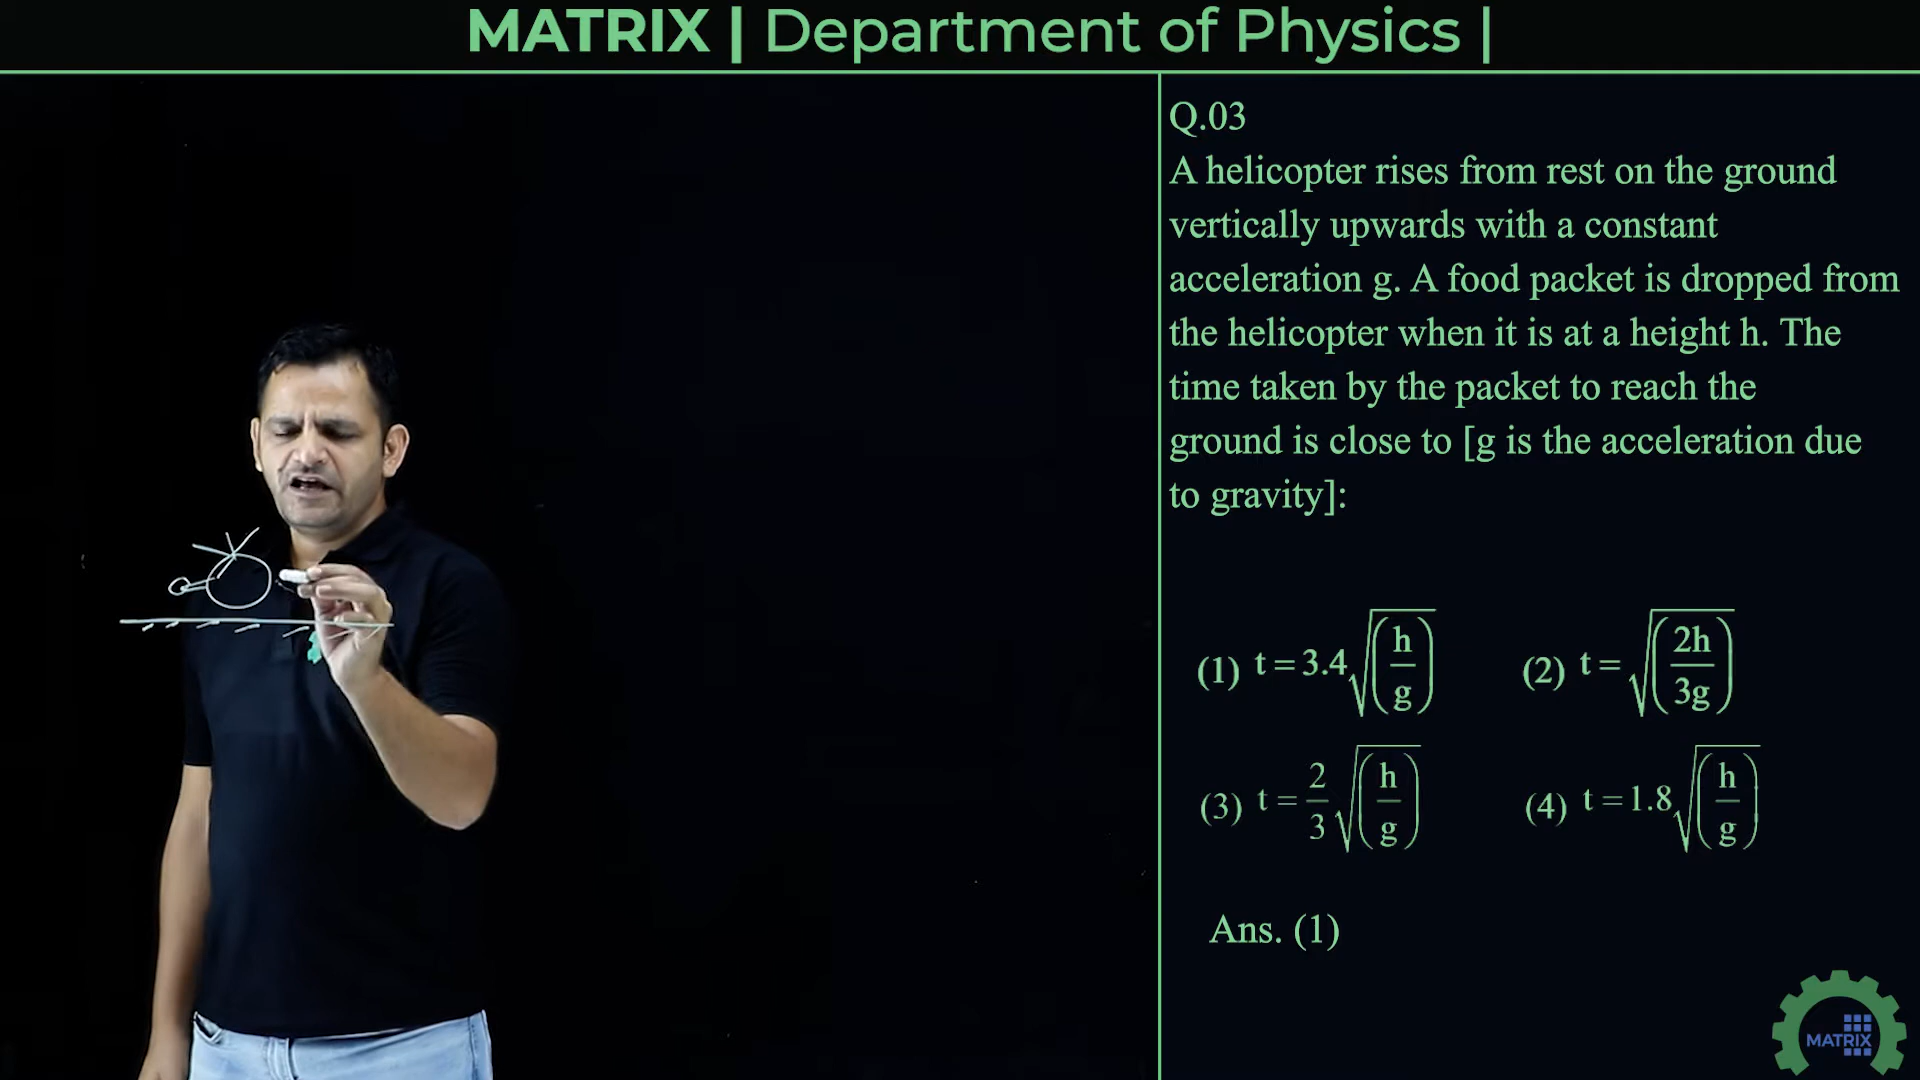 MATRIX | Department of Physics |
Q.03
A helicopter rises from rest on the ground
vertically upwards with a constant
acceleration g. A food packet is dropped from
the helicopter when it is at a height h. The
time taken by the packet to reach the
ground is close to [g is the acceleration due
to gravity]:
(1) t = 3.4√(h/g) (2) t = √(2h/3g)
(3) t = 2/3√(h/g) (4) t = 1.8√(h/g)
Ans. (1)
MATRIX